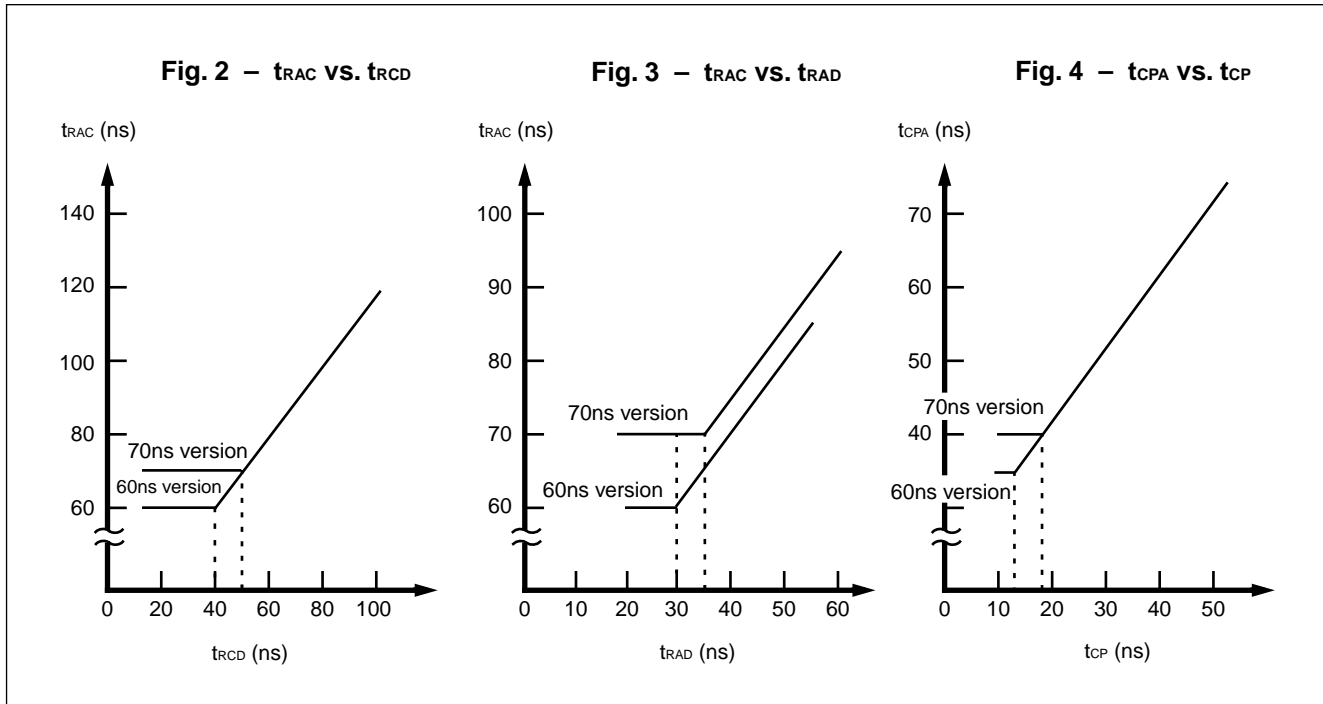 Fig. 2 – tRAC vs. tRCD
tRAC (ns)
140
120
100
80
60
70ns version
60ns version
0 20 40 60 80 100
tRCD (ns)
Fig. 3 – tRAC vs. tRAD
tRAC (ns)
100
90
80
70
60
70ns version
60ns version
0 10 20 30 40 50 60
tRAD (ns)
Fig. 4 – tCPA vs. tCP
tCPA (ns)
70
60
50
70ns version
40
60ns version
30
0 10 20 30 40 50
tCP (ns)